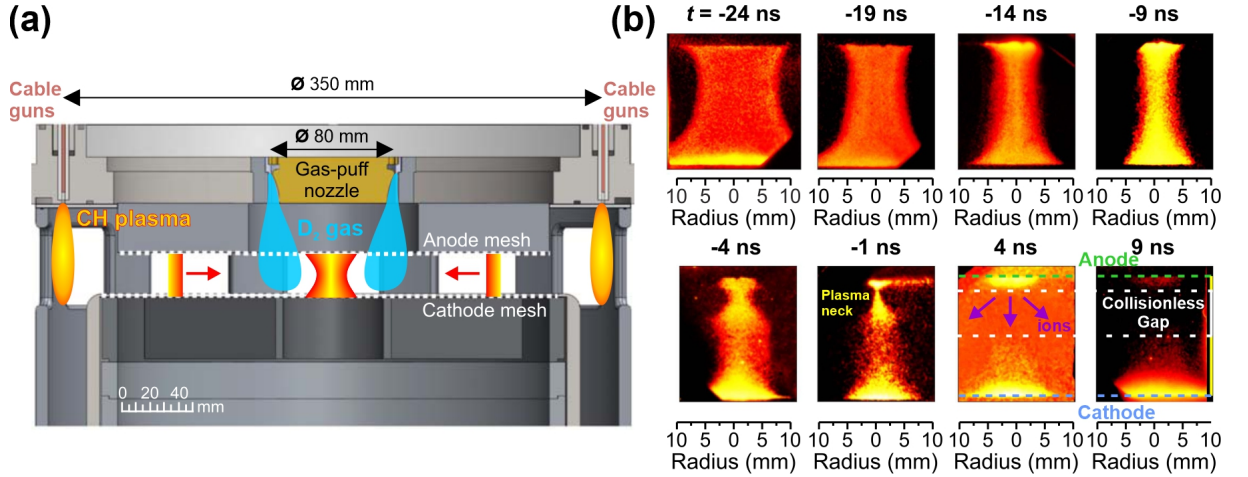 (a)
Cable
guns
Ø 350 mm
Cable
guns
Ø 80 mm
Gas-puff
nozzle
CH plasma
D₂ gas
Anode mesh
Cathode mesh
0 20 40
mm
(b)
t = -24 ns
-19 ns
-14 ns
-9 ns
10 5 0 5 10
Radius (mm)
10 5 0 5 10
Radius (mm)
10 5 0 5 10
Radius (mm)
10 5 0 5 10
Radius (mm)
-4 ns
-1 ns
4 ns
9 ns
Plasma
neck
Anode
ions
Collisionless
Gap
Cathode
10 5 0 5 10
Radius (mm)
10 5 0 5 10
Radius (mm)
10 5 0 5 10
Radius (mm)
10 5 0 5 10
Radius (mm)